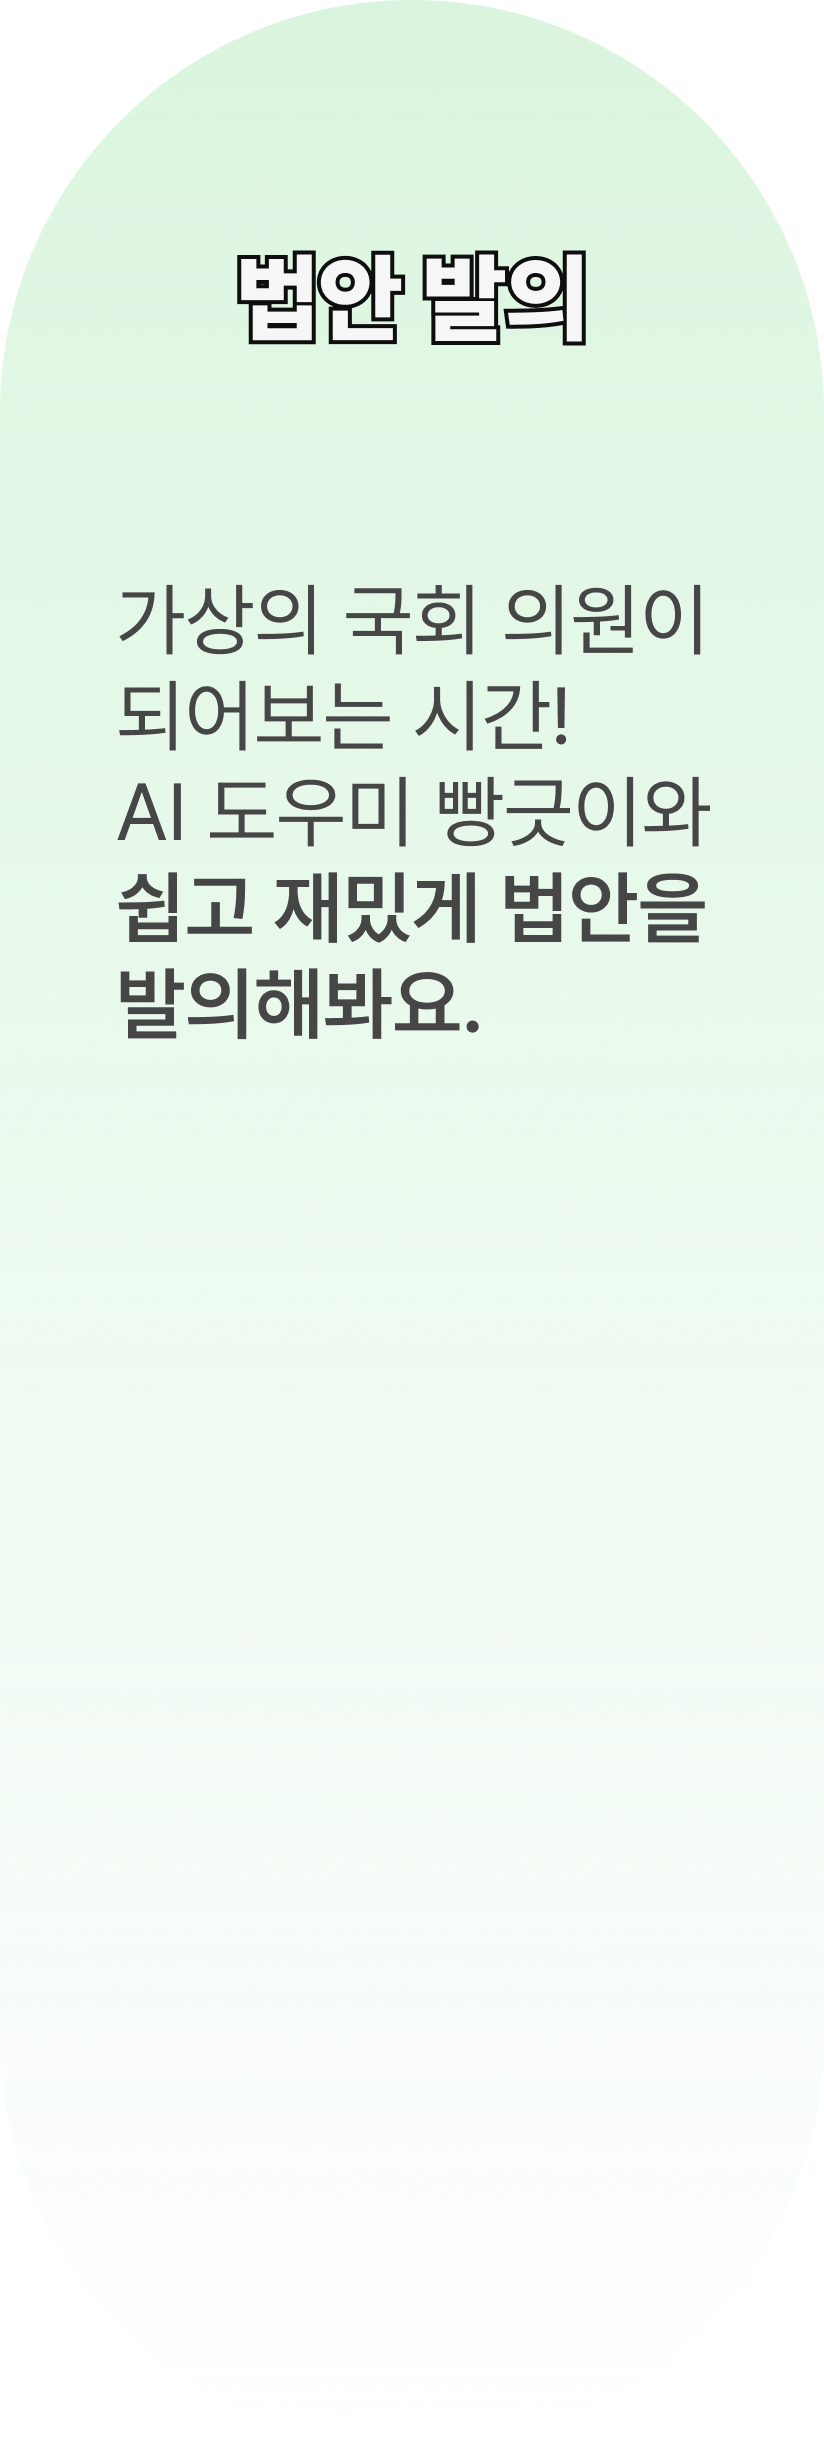 법안 발의
가상의 국회 의원이
되어보는 시간!
AI 도우미 빵긋이와
쉽고 재밌게 법안을
발의해봐요.